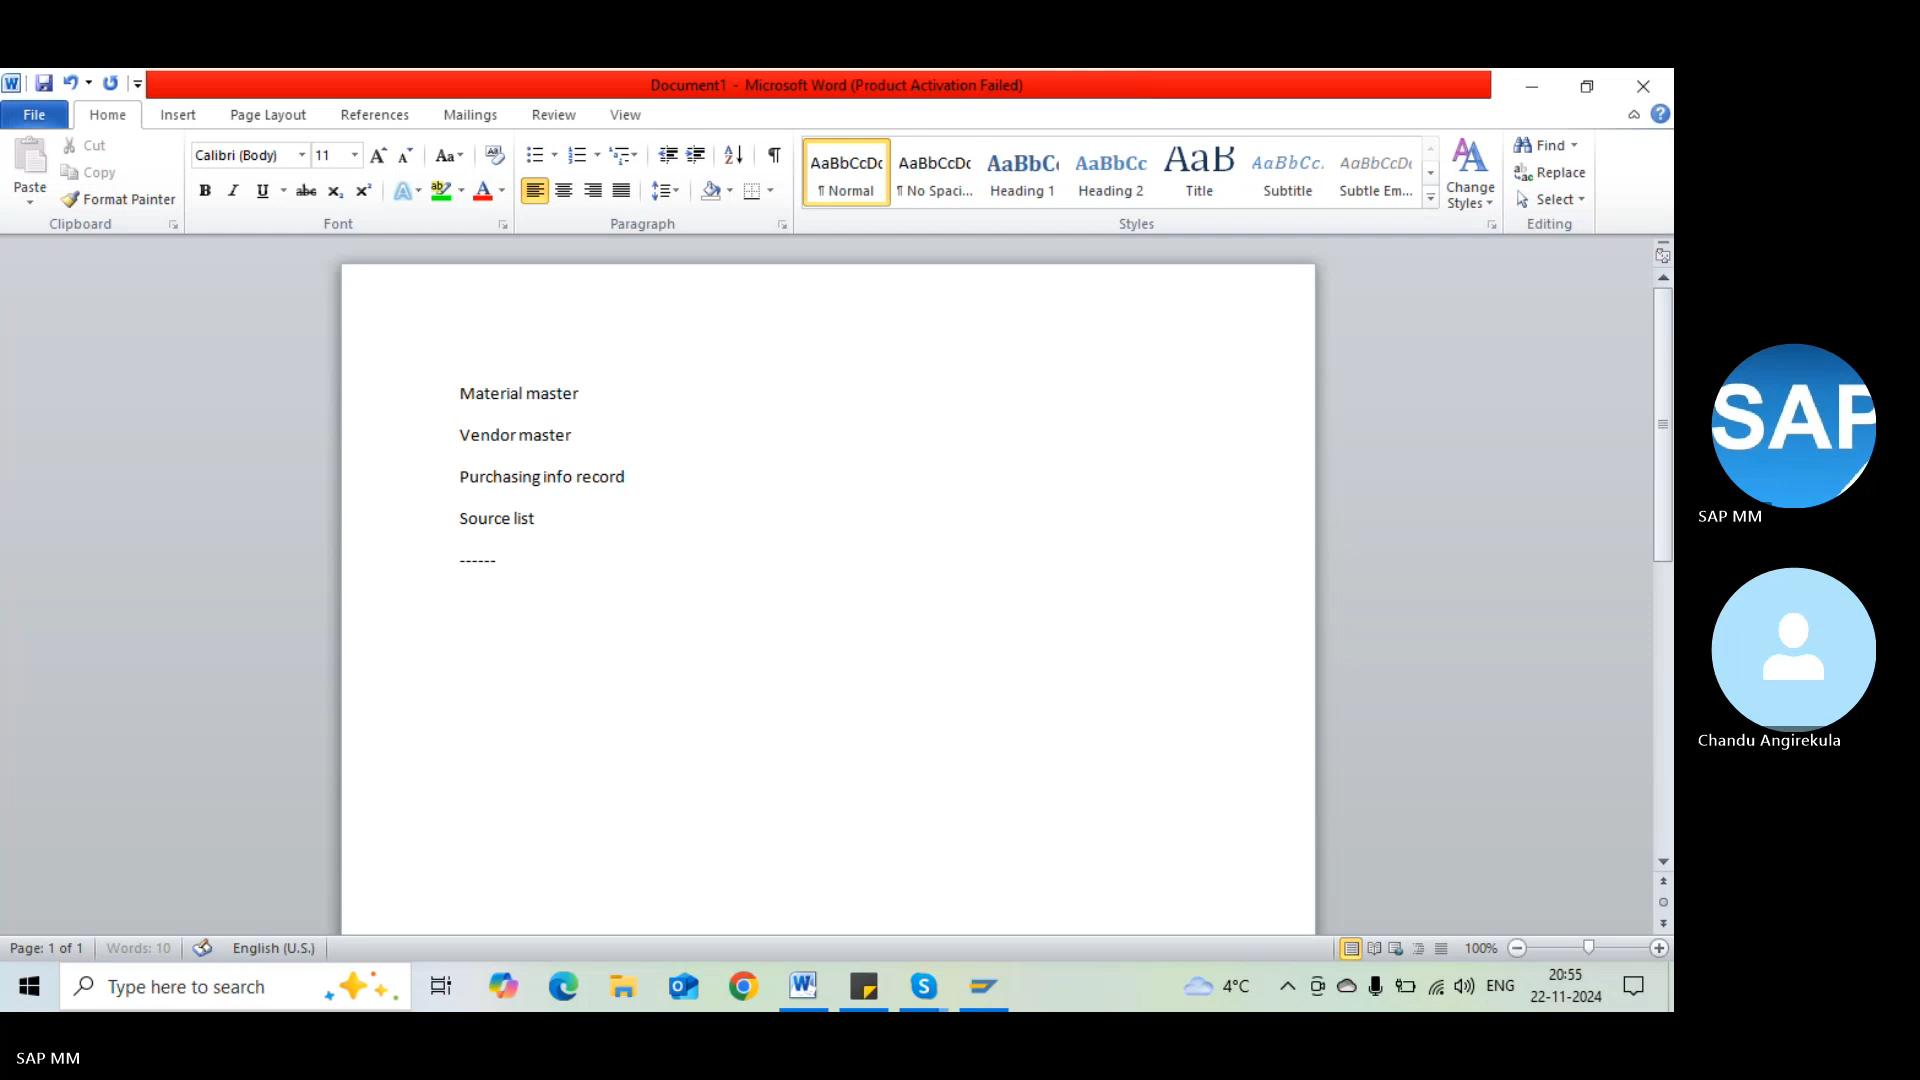 Document1 - Microsoft Word (Product Activation Failed)
File Home Insert Page Layout References Mailings Review View
Paste
Cut
Copy
Format Painter
Clipboard
Calibri (Body) 11
Font
Paragraph
AaBbCcDc AaBbCcDc AaBbC AaBbCc AaB AaBbCc. AaBbCcDc
¶ Normal ¶ No Spaci... Heading 1 Heading 2 Title Subtitle Subtle Em...
Change
Styles
Styles
Find
Replace
Select
Editing
Material master
Vendor master
Purchasing info record
Source list
------
SAP
SAP MM
Chandu Angirekula
Page: 1 of 1 Words: 10 English (U.S.) 100%
Type here to search
4°C ENG
20:55
22-11-2024
SAP MM